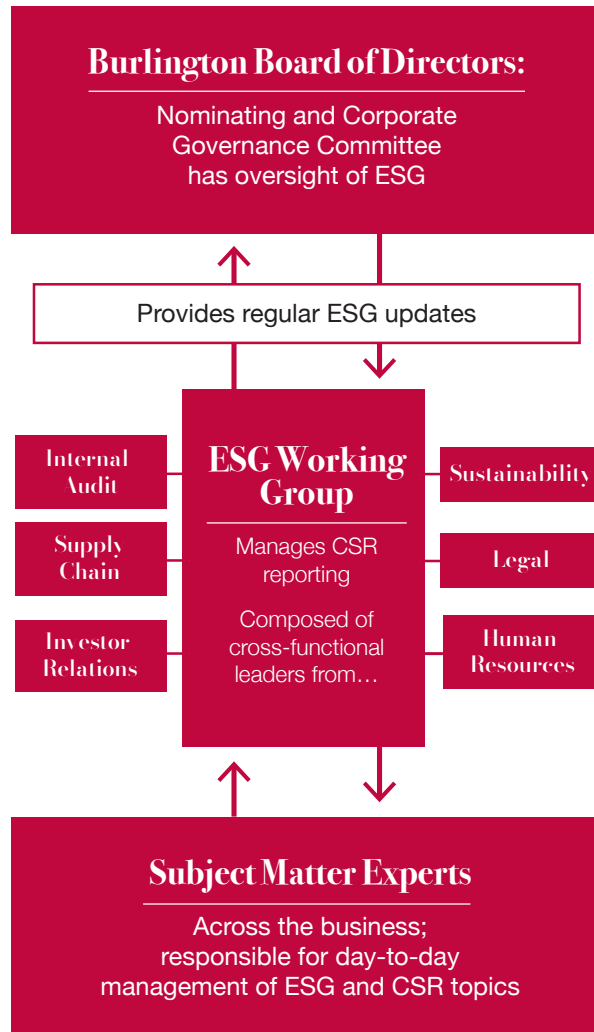 Burlington Board of Directors:
Nominating and Corporate
Governance Committee
has oversight of ESG
Provides regular ESG updates
ESG Working
Group
Manages CSR
reporting
Composed of
cross-functional
leaders from…
Internal
Audit
Supply
Chain
Investor
Relations
Sustainability
Legal
Human
Resources
Subject Matter Experts
Across the business;
responsible for day-to-day
management of ESG and CSR topics